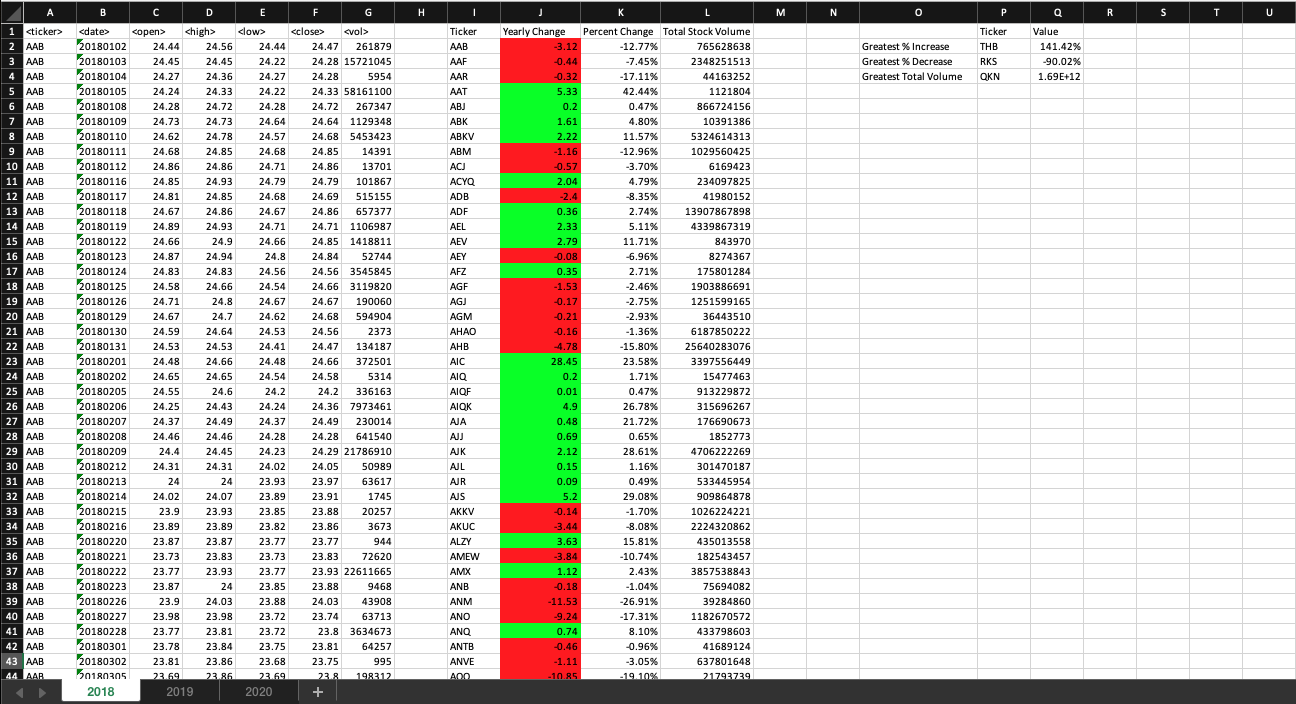 A B C D E F G H I J K L M N O P Q R S T U
1 <ticker> <date> <open> <high> <low> <close> <vol> Ticker Yearly Change Percent Change Total Stock Volume Ticker Value
2 AAB 20180102 24.44 24.56 24.44 24.47 261879 AAB -3.12 -12.77% 765628638 Greatest % Increase THB 141.42%
3 AAB 20180103 24.45 24.45 24.22 24.28 15721045 AAF -0.44 -7.45% 2348251513 Greatest % Decrease RKS -90.02%
4 AAB 20180104 24.27 24.36 24.27 24.28 5954 AAR -0.32 -17.11% 44163252 Greatest Total Volume QKN 1.69E+12
5 AAB 20180105 24.24 24.33 24.22 24.33 58161100 AAT 5.33 42.44% 1121804
6 AAB 20180108 24.28 24.72 24.28 24.72 267347 ABJ 0.2 0.47% 866724156
7 AAB 20180109 24.73 24.73 24.64 24.64 1129348 ABK 1.61 4.80% 10391386
8 AAB 20180110 24.62 24.78 24.57 24.68 5453423 ABKV 2.22 11.57% 5324614313
9 AAB 20180111 24.68 24.85 24.68 24.85 14391 ABM -1.16 -12.96% 1029560425
10 AAB 20180112 24.86 24.86 24.71 24.86 13701 ACJ -0.57 -3.70% 6169423
11 AAB 20180116 24.85 24.93 24.79 24.79 101867 ACYQ 2.04 4.79% 234097825
12 AAB 20180117 24.81 24.85 24.68 24.69 515155 ADB -2.4 -8.35% 41980152
13 AAB 20180118 24.67 24.86 24.67 24.86 657377 ADF 0.36 2.74% 13907867898
14 AAB 20180119 24.89 24.93 24.71 24.71 1106987 AEL 2.33 5.11% 4339867319
15 AAB 20180122 24.66 24.9 24.66 24.85 1418811 AEV 2.79 11.71% 843970
16 AAB 20180123 24.87 24.94 24.8 24.84 52744 AEY -0.08 -6.96% 8274367
17 AAB 20180124 24.83 24.83 24.56 24.56 3545845 AFZ 0.35 2.71% 175801284
18 AAB 20180125 24.58 24.66 24.54 24.66 3119820 AGF -1.53 -2.46% 1903886691
19 AAB 20180126 24.71 24.8 24.67 24.67 190060 AGJ -0.17 -2.75% 1251599165
20 AAB 20180129 24.67 24.7 24.62 24.68 594904 AGM -0.21 -2.93% 36443510
21 AAB 20180130 24.59 24.64 24.53 24.56 2373 AHAO -0.16 -1.36% 6187850222
22 AAB 20180131 24.53 24.53 24.41 24.47 134187 AHB -4.78 -15.80% 25640283076
23 AAB 20180201 24.48 24.66 24.48 24.66 372501 AIC 28.45 23.58% 3397556449
24 AAB 20180202 24.65 24.65 24.54 24.58 5314 AIQ 0.2 1.71% 15477463
25 AAB 20180205 24.55 24.6 24.2 24.2 336163 AIQF 0.01 0.47% 913229872
26 AAB 20180206 24.25 24.43 24.24 24.36 7973461 AIQK 4.9 26.78% 315696267
27 AAB 20180207 24.37 24.49 24.37 24.49 230014 AJA 0.48 21.72% 176690673
28 AAB 20180208 24.46 24.46 24.28 24.28 641540 AJJ 0.69 0.65% 1852773
29 AAB 20180209 24.4 24.45 24.23 24.29 21786910 AJK 2.12 28.61% 4706222269
30 AAB 20180212 24.31 24.31 24.02 24.05 50989 AJL 0.15 1.16% 301470187
31 AAB 20180213 24 24 23.93 23.97 63617 AJR 0.09 0.49% 533445954
32 AAB 20180214 24.02 24.07 23.89 23.91 1745 AJS 5.2 29.08% 909864878
33 AAB 20180215 23.9 23.93 23.85 23.88 20257 AKKV -0.14 -1.70% 1026224221
34 AAB 20180216 23.89 23.89 23.82 23.86 3673 AKUC -3.44 -8.08% 2224320862
35 AAB 20180220 23.87 23.87 23.77 23.77 944 ALZY 3.63 15.81% 435013558
36 AAB 20180221 23.73 23.83 23.73 23.83 72620 AMEW -3.84 -10.74% 182543457
37 AAB 20180222 23.77 23.93 23.77 23.93 22611665 AMX 1.12 2.43% 3857538843
38 AAB 20180223 23.87 24 23.85 23.88 9468 ANB -0.18 -1.04% 75694082
39 AAB 20180226 23.9 24.03 23.88 24.03 43908 ANM -11.53 -26.91% 39284860
40 AAB 20180227 23.98 23.98 23.72 23.74 63713 ANO -9.24 -17.31% 1182670572
41 AAB 20180228 23.77 23.81 23.72 23.8 3634673 ANQ 0.74 8.10% 433798603
42 AAB 20180301 23.78 23.84 23.75 23.81 64257 ANTB -0.46 -0.96% 41689124
43 AAB 20180302 23.81 23.86 23.68 23.75 995 ANVE -1.11 -3.05% 637801648
44 AAB 20180305 23.69 23.86 23.69 23.8 198312 AOO -10.85 -19.10% 21793739
2018 2019 2020 +